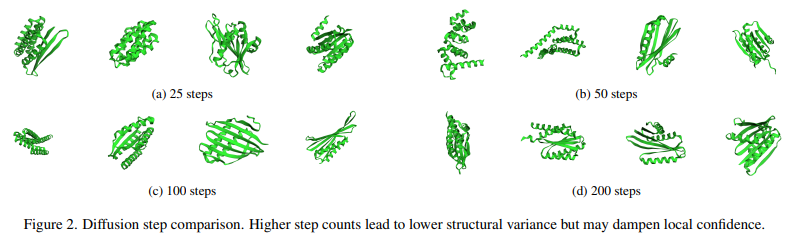 (a) 25 steps
(b) 50 steps
(c) 100 steps
(d) 200 steps
Figure 2. Diffusion step comparison. Higher step counts lead to lower structural variance but may dampen local confidence.